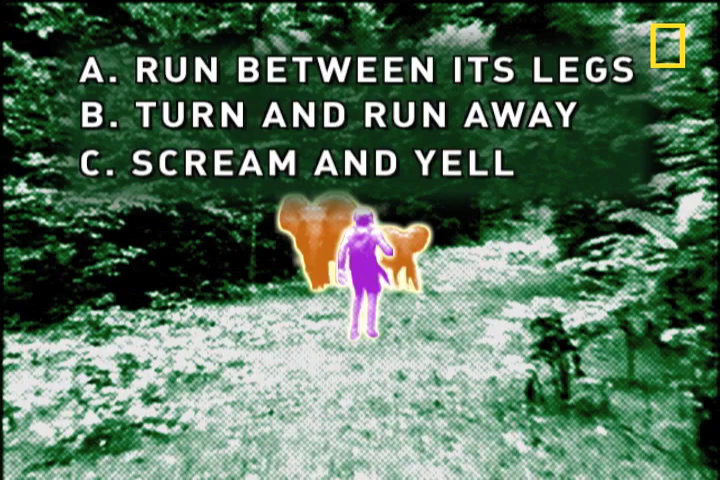 A. RUN BETWEEN ITS LEGS
B. TURN AND RUN AWAY
C. SCREAM AND YELL